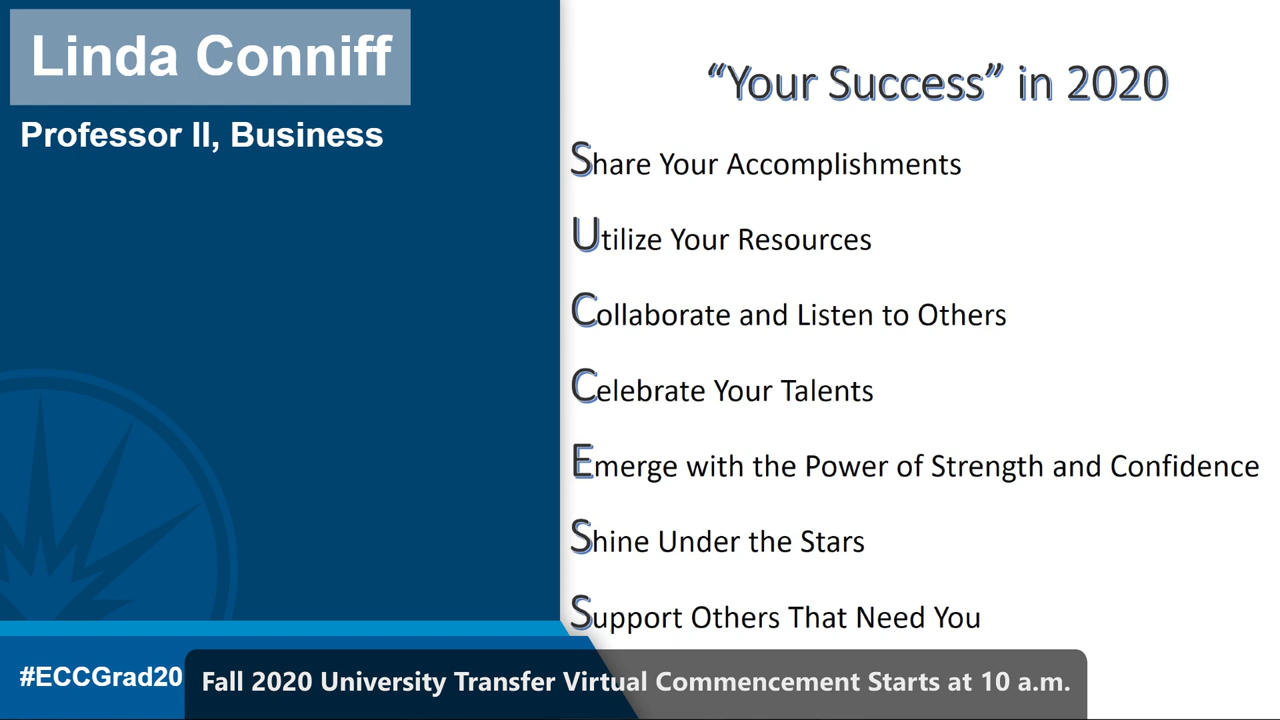 Linda Conniff
Professor II, Business
“Your Success” in 2020
Share Your Accomplishments
Utilize Your Resources
Collaborate and Listen to Others
Celebrate Your Talents
Emerge with the Power of Strength and Confidence
Shine Under the Stars
Support Others That Need You
#ECCGrad20
Fall 2020 University Transfer Virtual Commencement Starts at 10 a.m.